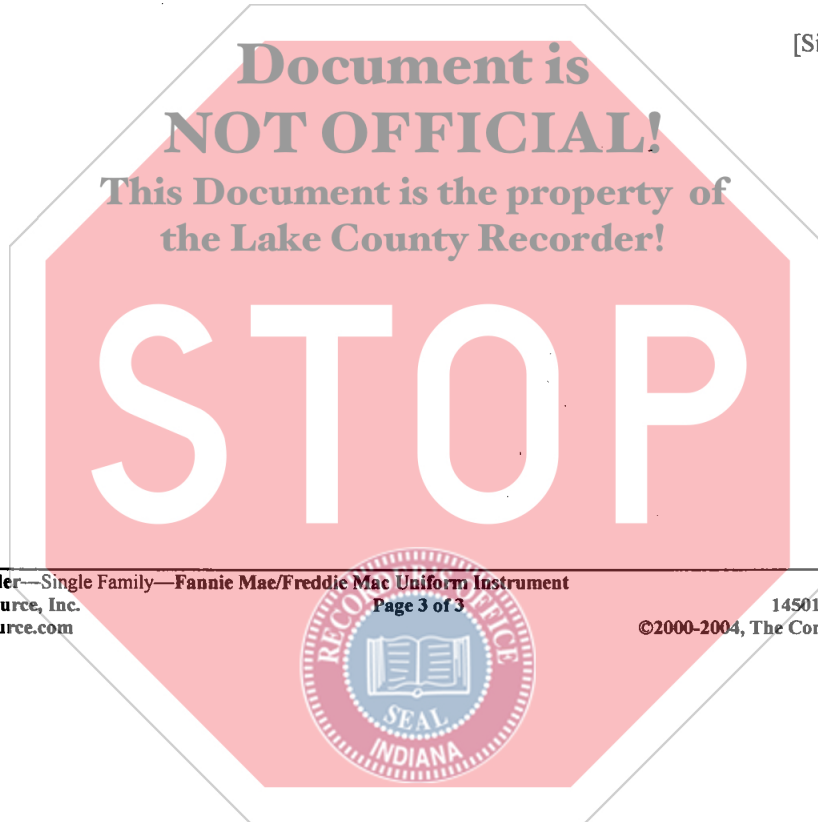 [Si
Document is
NOT OFFICIAL!
This Document is the property of
the Lake County Recorder!
STOP
er—Single Family—Fannie Mae/Freddie Mac Uniform Instrument
urce, Inc. Page 3 of 3 14501
urce.com ©2000-2004, The Con
RECORDER'S OFFICE
SEAL
INDIANA